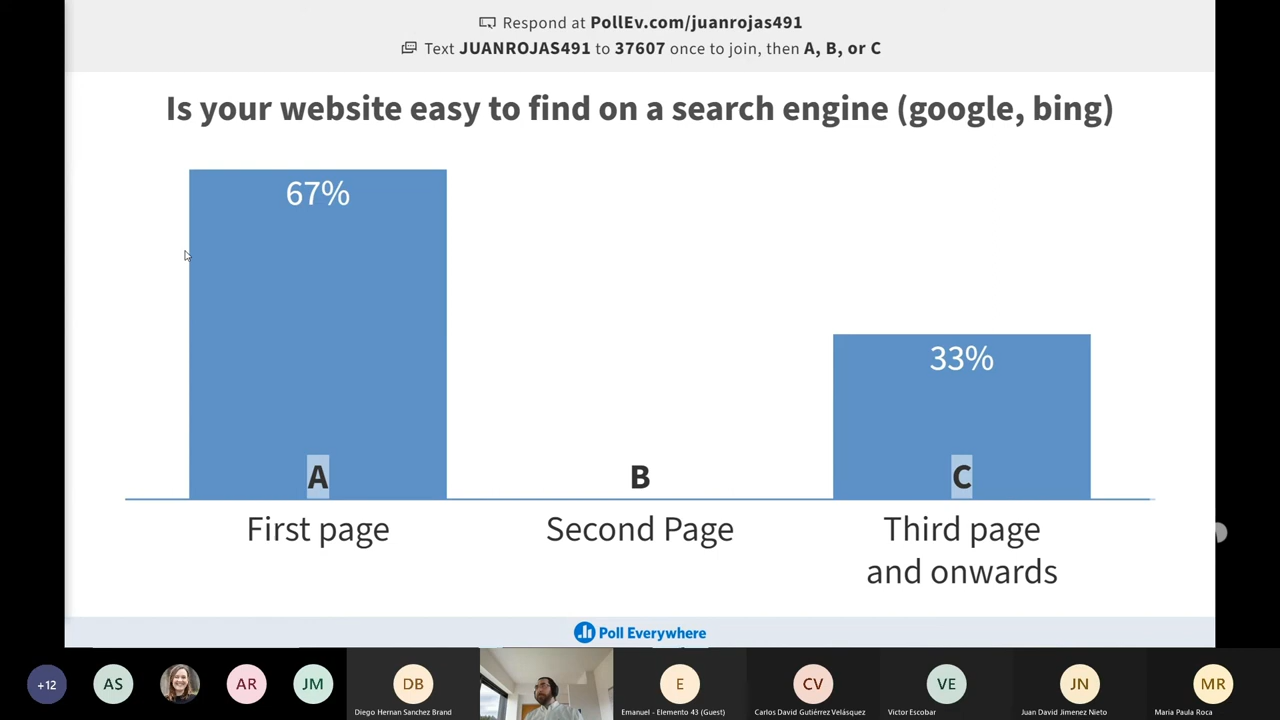 Respond at PollEv.com/juanrojas491
Text JUANROJAS491 to 37607 once to join, then A, B, or C
Is your website easy to find on a search engine (google, bing)
67%
33%
A
B
C
First page
Second Page
Third page
and onwards
Poll Everywhere
+12
AS
AR
JM
DB
E
CV
VE
JN
MR
Diego Hernan Sanchez Brand
Emanuel - Elemento 43 (Guest)
Carlos David Gutiérrez Velásquez
Victor Escobar
Juan David Jimenez Nieto
Maria Paula Roca